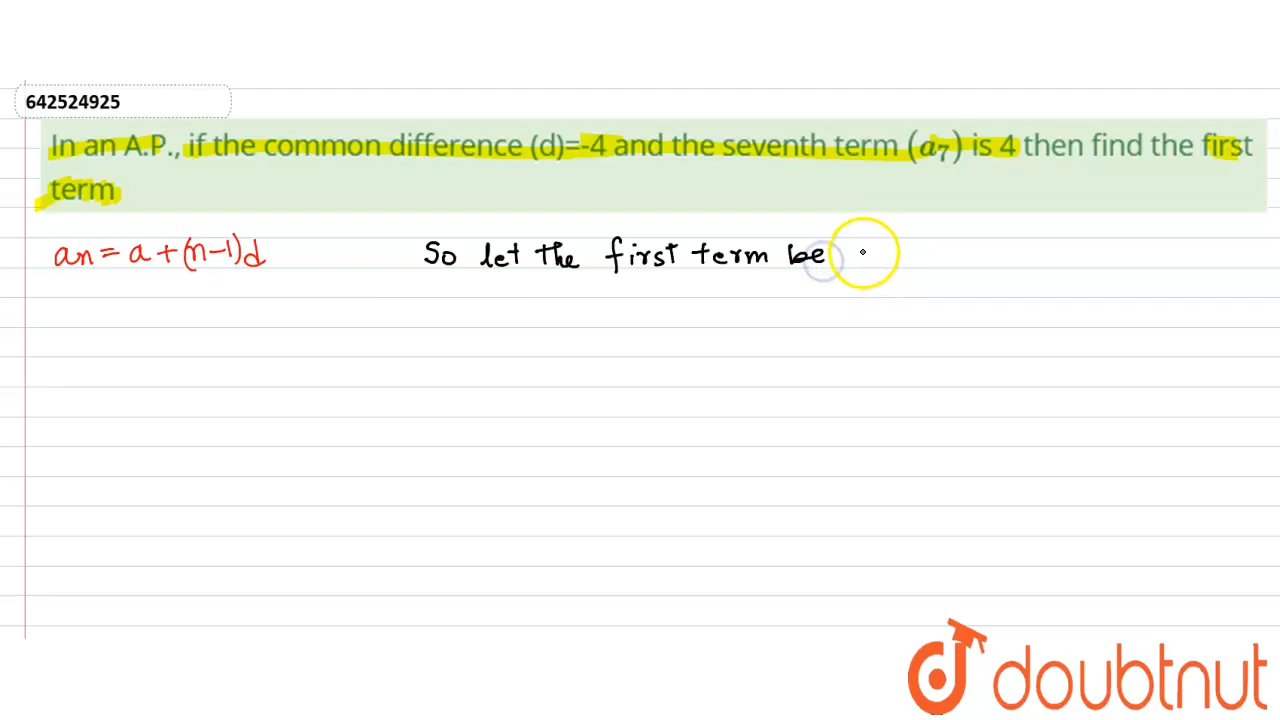 642524925
In an A.P., if the common difference (d)=-4 and the seventh term (a₇) is 4 then find the first
term
an = a + (n-1)d So let the first term be
doubtnut